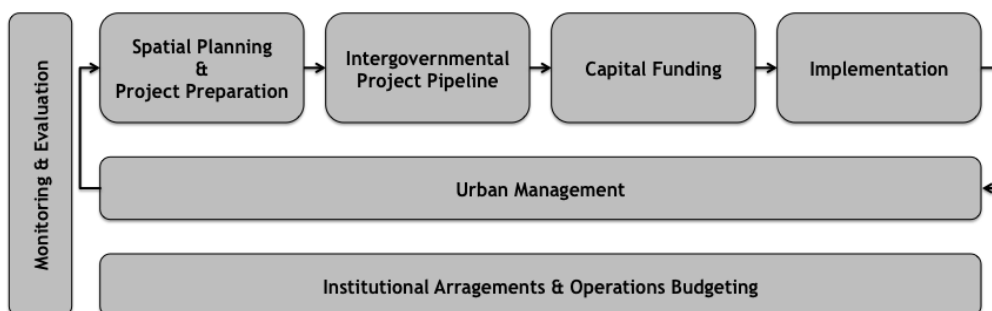 Monitoring & Evaluation
Spatial Planning
&
Project Preparation
Intergovernmental
Project Pipeline
Capital Funding
Implementation
Urban Management
Institutional Arragements & Operations Budgeting